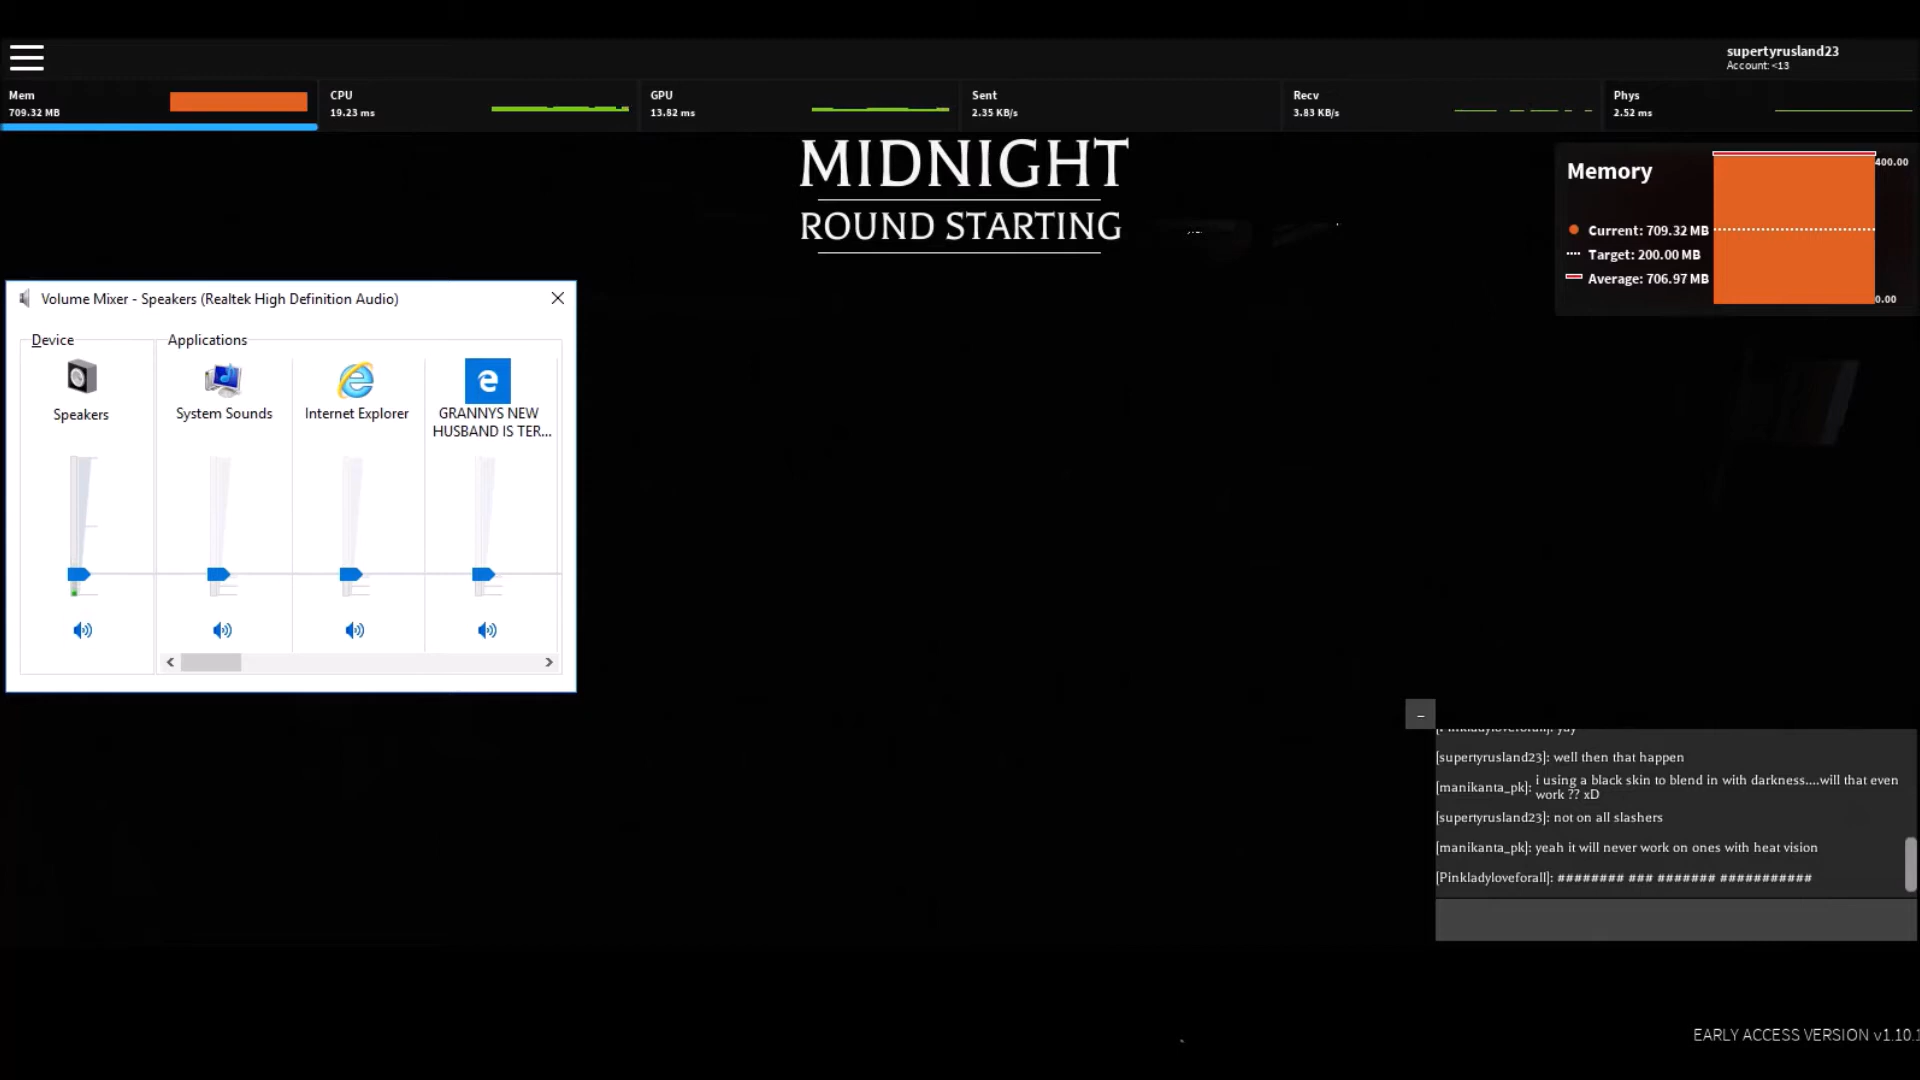 supertyrusland23
Account: <13
Mem
709.32 MB
CPU
19.23 ms
GPU
13.82 ms
Sent
2.35 KB/s
Recv
3.83 KB/s
Phys
2.52 ms
MIDNIGHT
ROUND STARTING
Memory
400.00
Current: 709.32 MB
Target: 200.00 MB
Average: 706.97 MB
0.00
Volume Mixer - Speakers (Realtek High Definition Audio)
Device
Applications
Speakers
System Sounds
Internet Explorer
GRANNYS NEW
HUSBAND IS TER...
[Pinkladyloveforall]: yay
[supertyrusland23]: well then that happen
[manikanta_pk]: i using a black skin to blend in with darkness....will that even
work ?? xD
[supertyrusland23]: not on all slashers
[manikanta_pk]: yeah it will never work on ones with heat vision
[Pinkladyloveforall]: ######## ### ####### ###########
EARLY ACCESS VERSION v1.10.1